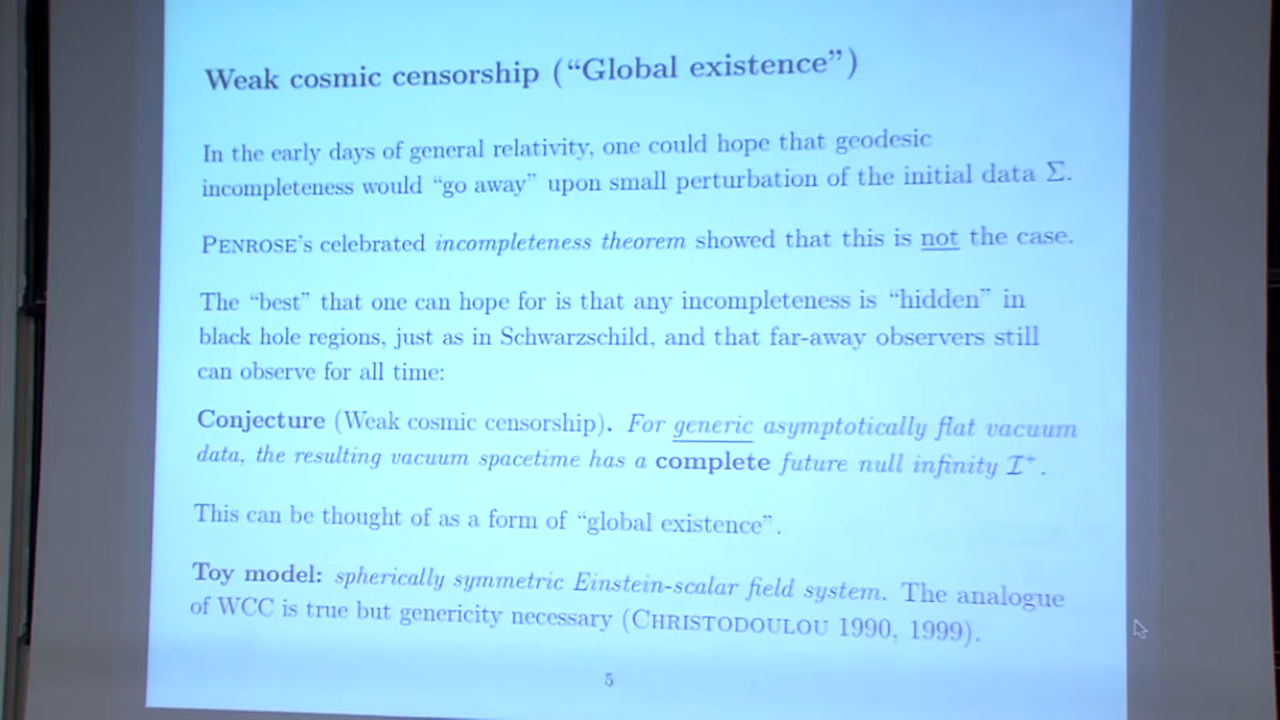 Weak cosmic censorship (“Global existence”)
In the early days of general relativity, one could hope that geodesic
incompleteness would “go away” upon small perturbation of the initial data Σ.
PENROSE’s celebrated incompleteness theorem showed that this is not the case.
The “best” that one can hope for is that any incompleteness is “hidden” in
black hole regions, just as in Schwarzschild, and that far-away observers still
can observe for all time:
Conjecture (Weak cosmic censorship). For generic asymptotically flat vacuum
data, the resulting vacuum spacetime has a complete future null infinity I⁺.
This can be thought of as a form of “global existence”.
Toy model: spherically symmetric Einstein-scalar field system. The analogue
of WCC is true but genericity necessary (CHRISTODOULOU 1990, 1999).
5